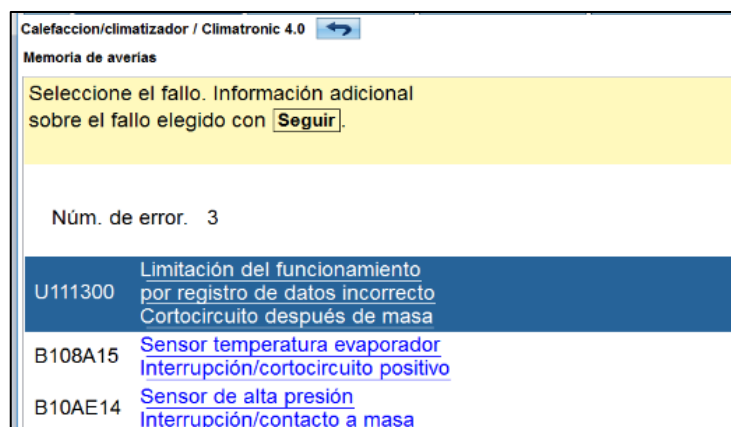 Calefaccion/climatizador / Climatronic 4.0
Memoria de averias
Seleccione el fallo. Información adicional
sobre el fallo elegido con Seguir.
Núm. de error. 3
U111300 Limitación del funcionamiento
por registro de datos incorrecto
Cortocircuito después de masa
B108A15 Sensor temperatura evaporador
Interrupción/cortocircuito positivo
B10AE14 Sensor de alta presión
Interrupción/contacto a masa